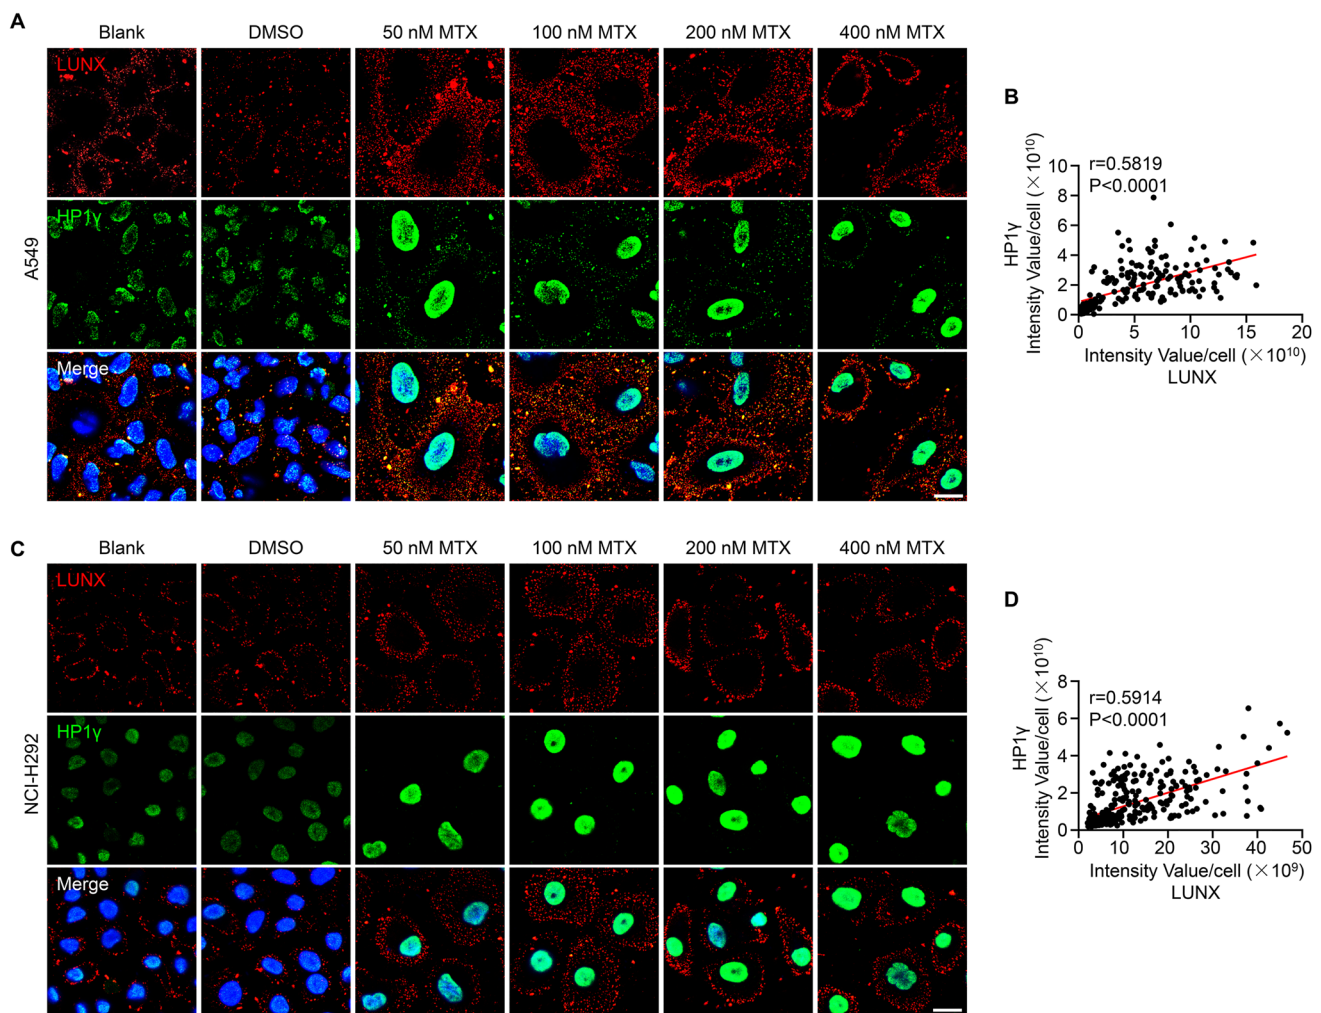 A
Blank DMSO 50 nM MTX 100 nM MTX 200 nM MTX 400 nM MTX
LUNX
HP1γ
Merge
A549
B
HP1γ
Intensity Value/cell (×10¹⁰)
10
8
6
4
2
0
r=0.5819
P<0.0001
0 5 10 15 20
Intensity Value/cell (×10¹⁰)
LUNX
C
Blank DMSO 50 nM MTX 100 nM MTX 200 nM MTX 400 nM MTX
LUNX
HP1γ
Merge
NCI-H292
D
HP1γ
Intensity Value/cell (×10¹⁰)
8
6
4
2
0
r=0.5914
P<0.0001
0 10 20 30 40 50
Intensity Value/cell (×10⁹)
LUNX